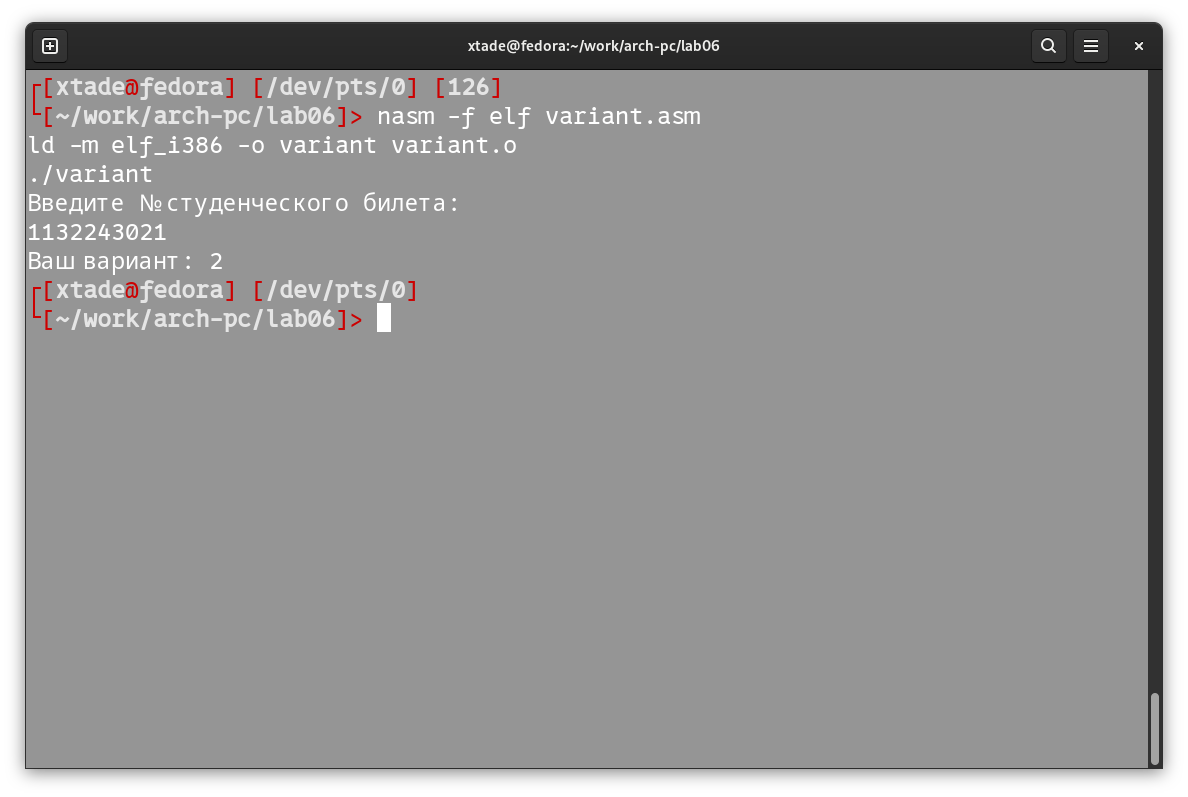 xtade@fedora:~/work/arch-pc/lab06
┌[xtade@fedora] [/dev/pts/0] [126]
└[~/work/arch-pc/lab06]> nasm -f elf variant.asm
ld -m elf_i386 -o variant variant.o
./variant
Введите № студенческого билета:
1132243021
Ваш вариант: 2
┌[xtade@fedora] [/dev/pts/0]
└[~/work/arch-pc/lab06]>